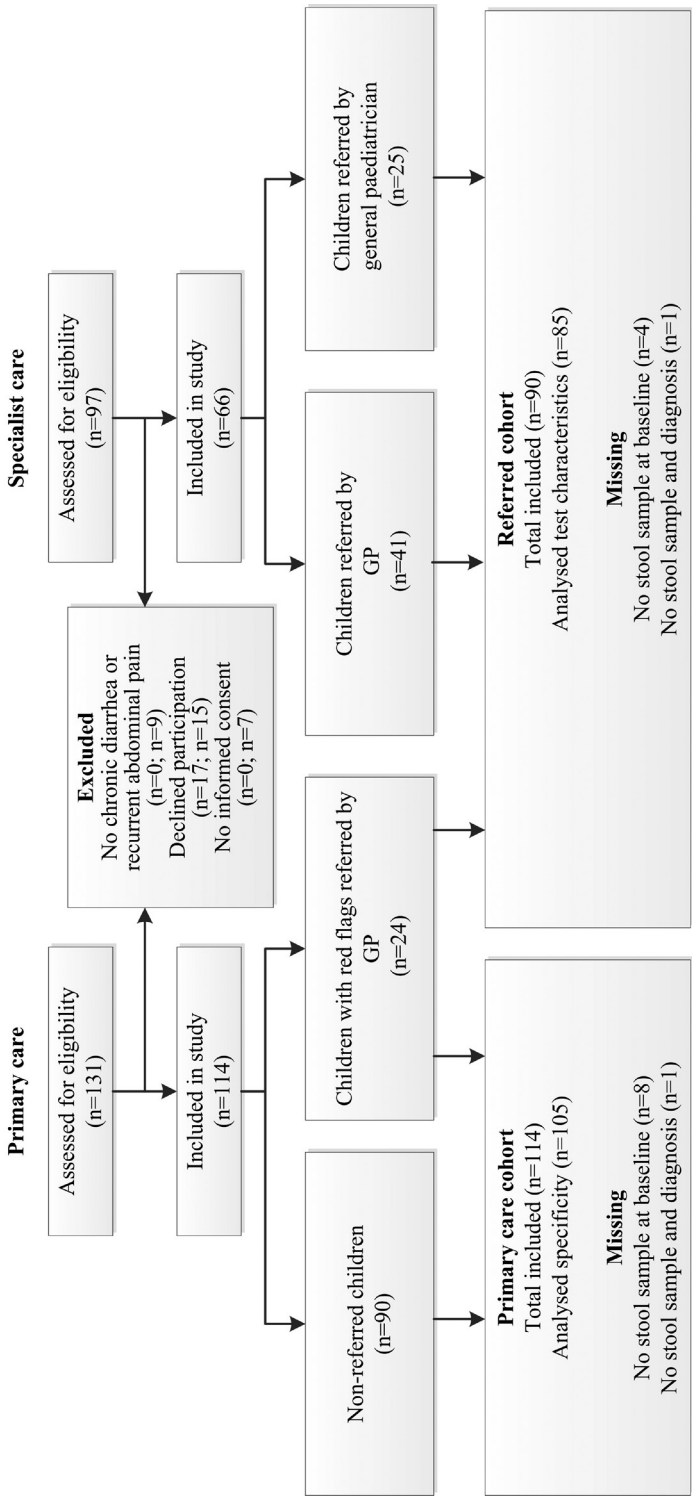 Primary care
Specialist care
Assessed for eligibility
(n=131)
Assessed for eligibility
(n=97)
Excluded
No chronic diarrhea or
recurrent abdominal pain
(n=0; n=9)
Declined participation
(n=17; n=15)
No informed consent
(n=0; n=7)
Included in study
(n=114)
Included in study
(n=66)
Non-referred children
(n=90)
Children with red flags referred by
GP
(n=24)
Children referred by
GP
(n=41)
Children referred by
general paediatrician
(n=25)
Primary care cohort
Total included (n=114)
Analysed specificity (n=105)
Missing
No stool sample at baseline (n=8)
No stool sample and diagnosis (n=1)
Referred cohort
Total included (n=90)
Analysed test characteristics (n=85)
Missing
No stool sample at baseline (n=4)
No stool sample and diagnosis (n=1)